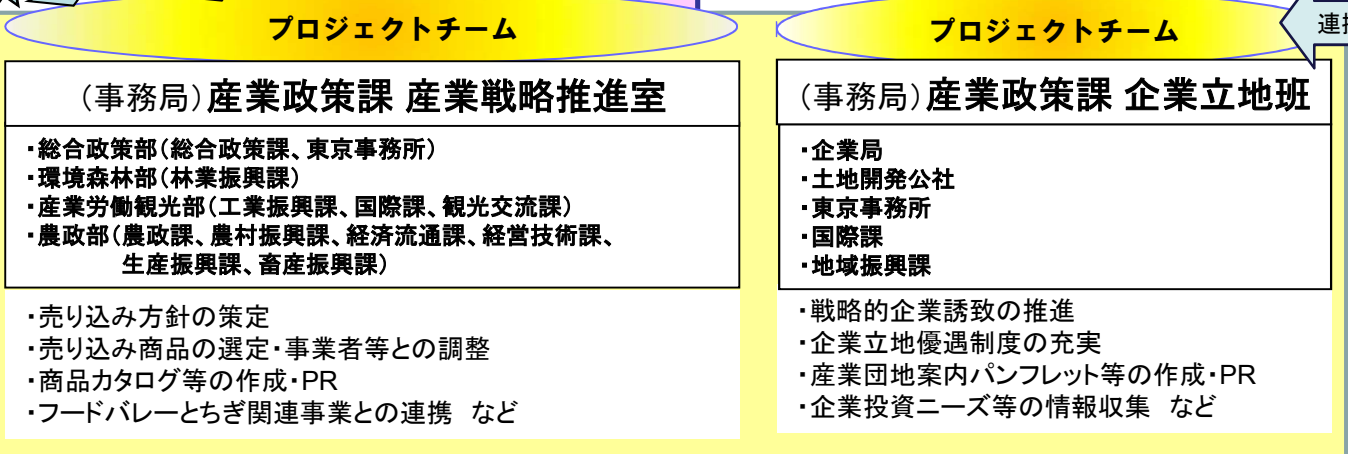 プロジェクトチーム
(事務局)産業政策課 産業戦略推進室
・総合政策部(総合政策課、東京事務所)
・環境森林部(林業振興課)
・産業労働観光部(工業振興課、国際課、観光交流課)
・農政部(農政課、農村振興課、経済流通課、経営技術課、
生産振興課、畜産振興課)
・売り込み方針の策定
・売り込み商品の選定・事業者等との調整
・商品カタログ等の作成・PR
・フードバレーとちぎ関連事業との連携 など
プロジェクトチーム
(事務局)産業政策課 企業立地班
・企業局
・土地開発公社
・東京事務所
・国際課
・地域振興課
・戦略的企業誘致の推進
・企業立地優遇制度の充実
・産業団地案内パンフレット等の作成・PR
・企業投資ニーズ等の情報収集 など